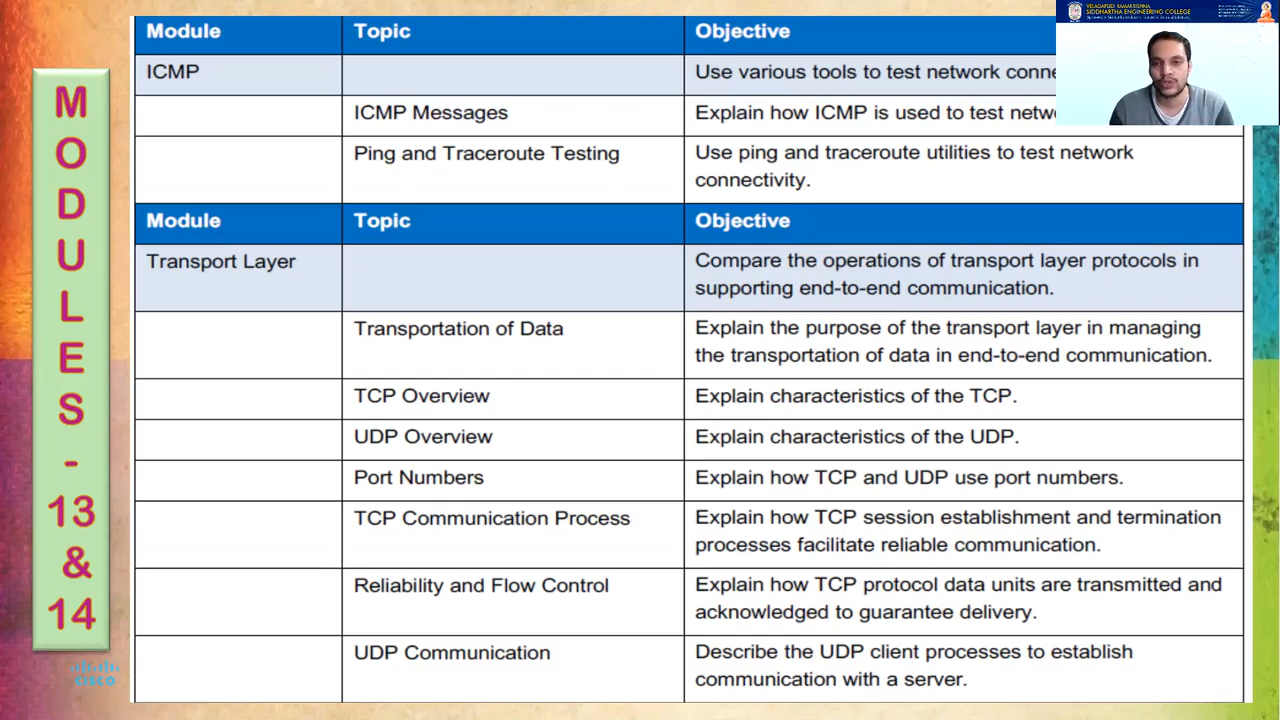 VELAGAPUDI RAMAKRISHNA
SIDDHARTHA ENGINEERING COLLEGE
Module Topic Objective
ICMP Use various tools to test network conne
ICMP Messages Explain how ICMP is used to test netw
Ping and Traceroute Testing Use ping and traceroute utilities to test network
connectivity.
Module Topic Objective
Transport Layer Compare the operations of transport layer protocols in
supporting end-to-end communication.
Transportation of Data Explain the purpose of the transport layer in managing
the transportation of data in end-to-end communication.
TCP Overview Explain characteristics of the TCP.
UDP Overview Explain characteristics of the UDP.
Port Numbers Explain how TCP and UDP use port numbers.
TCP Communication Process Explain how TCP session establishment and termination
processes facilitate reliable communication.
Reliability and Flow Control Explain how TCP protocol data units are transmitted and
acknowledged to guarantee delivery.
UDP Communication Describe the UDP client processes to establish
communication with a server.
M
O
D
U
L
E
S
-
13
&
14
CISCO